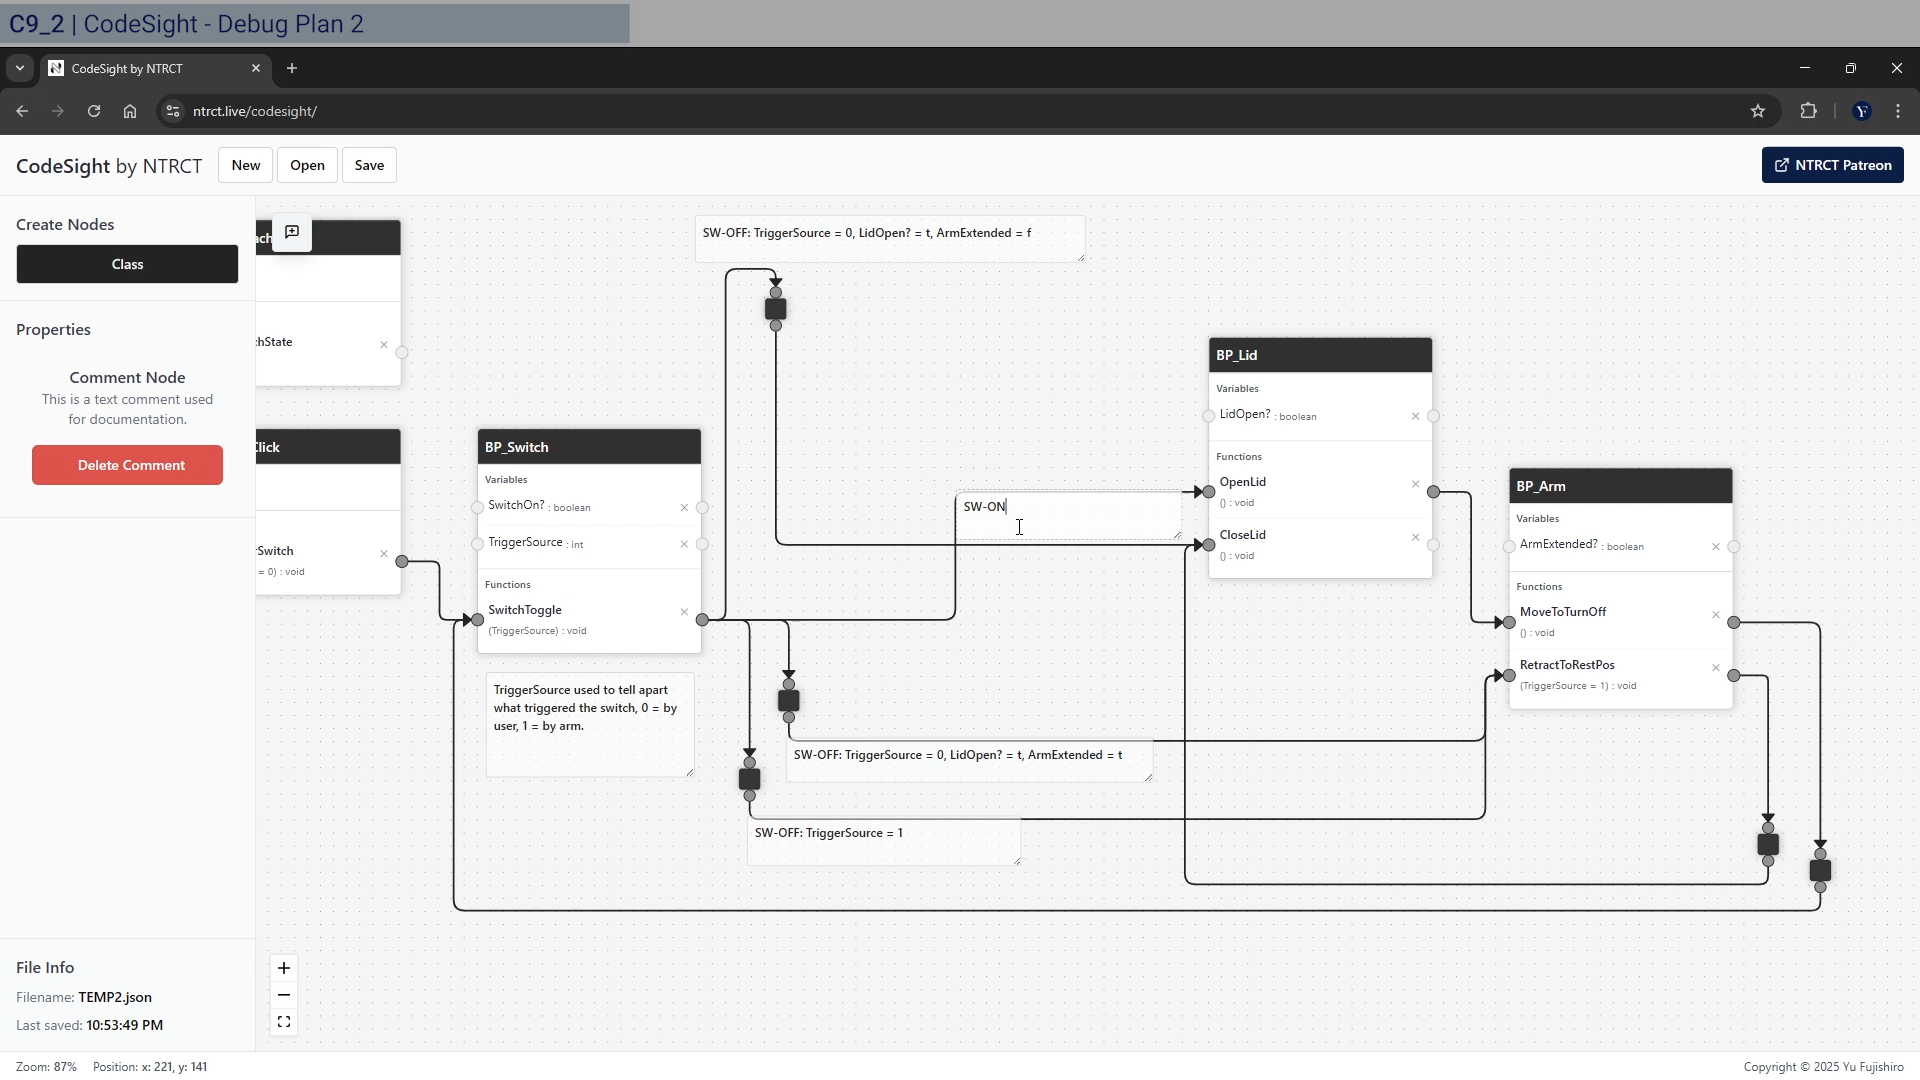 C9_2 | CodeSight - Debug Plan 2
CodeSight by NTRCT
ntrct.live/codesight/
CodeSight by NTRCT
New
Open
Save
NTRCT Patreon
Create Nodes
Class
Properties
Comment Node
This is a text comment used
for documentation.
Delete Comment
File Info
Filename: TEMP2.json
Last saved: 10:53:49 PM
ach
hState
Click
rSwitch
= 0) : void
BP_Switch
Variables
SwitchOn? : boolean
TriggerSource : int
Functions
SwitchToggle
(TriggerSource) : void
TriggerSource used to tell apart
what triggered the switch, 0 = by
user, 1 = by arm.
SW-OFF: TriggerSource = 0, LidOpen? = t, ArmExtended = f
SW-ON
SW-OFF: TriggerSource = 0, LidOpen? = t, ArmExtended = t
SW-OFF: TriggerSource = 1
BP_Lid
Variables
LidOpen? : boolean
Functions
OpenLid
() : void
CloseLid
() : void
BP_Arm
Variables
ArmExtended? : boolean
Functions
MoveToTurnOff
() : void
RetractToRestPos
(TriggerSource = 1) : void
Zoom: 87%
Position: x: 221, y: 141
Copyright © 2025 Yu Fujishiro